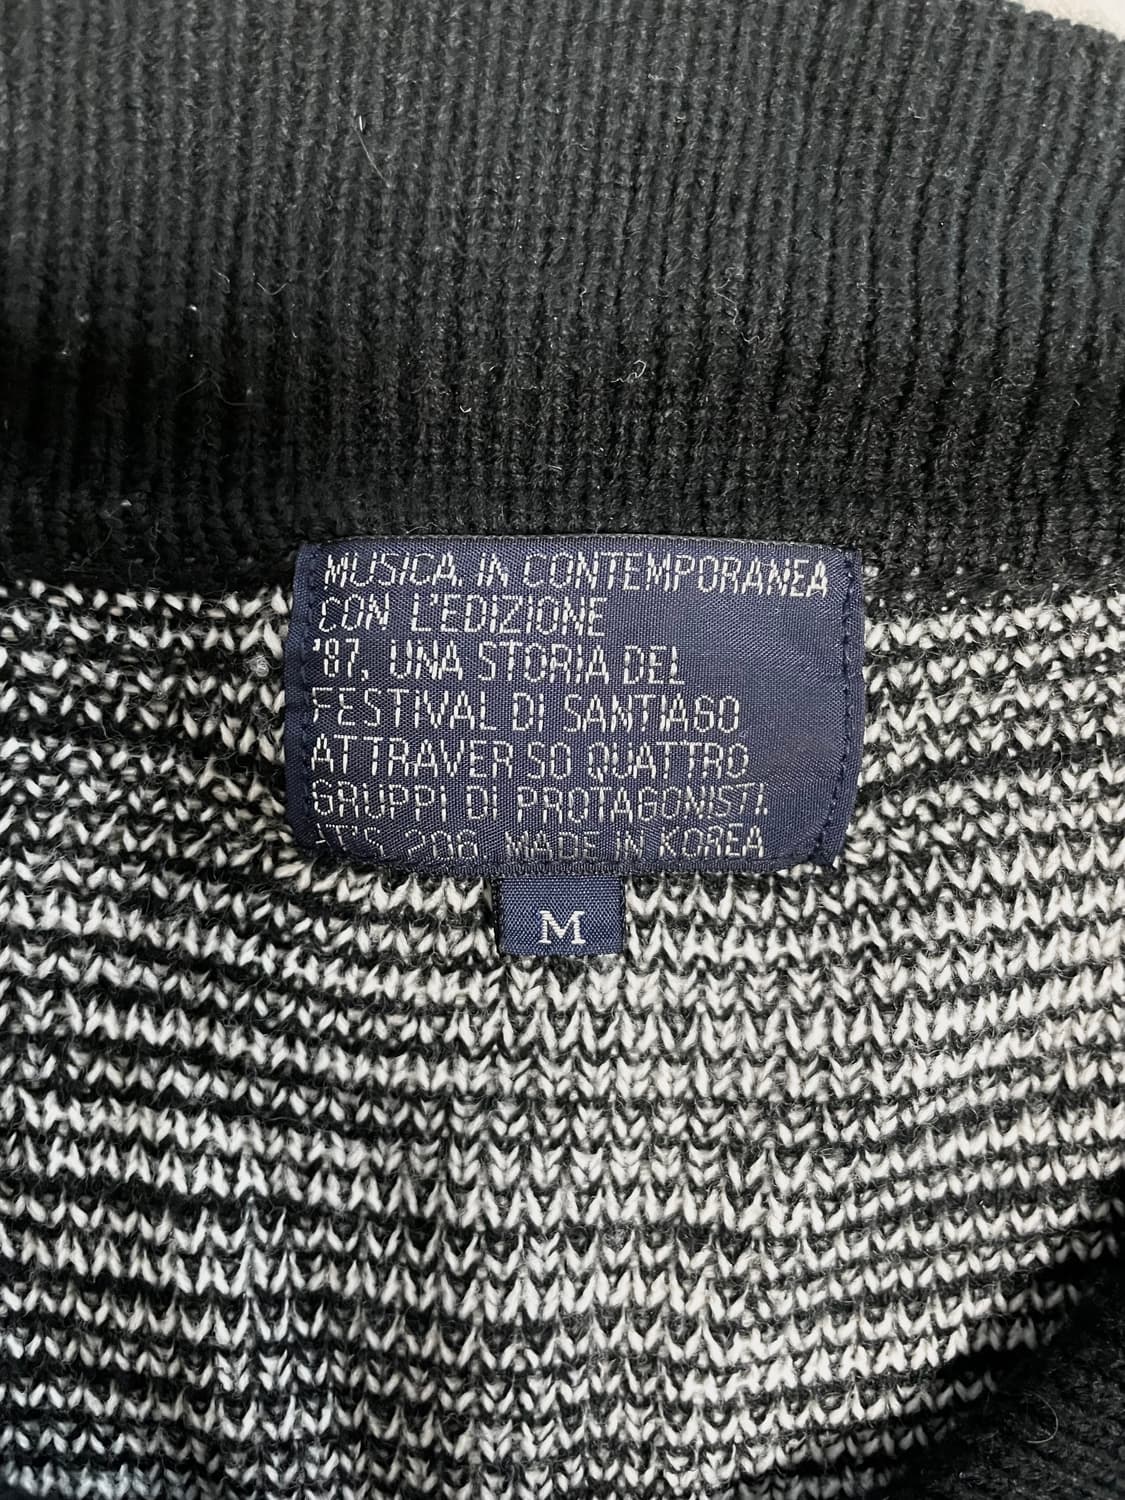 MUSICA. IN CONTEMPORANEA
CON L'EDIZIONE
'87, UNA STORIA DEL
FESTIVAL DI SANTIAGO
ATTRAVER SO QUATTRO
GRUPPI DI PROTAGONISTI.
IT'S 206. MADE IN KOREA
M